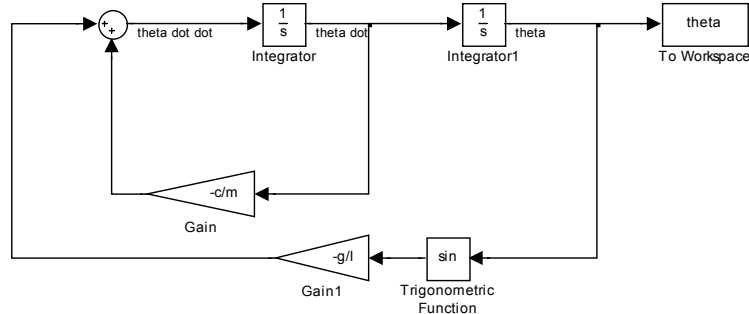 +
+
theta dot dot
1
s
Integrator
theta dot
1
s
Integrator1
theta
theta
To Workspace
-c/m
Gain
-g/l
Gain1
sin
Trigonometric
Function